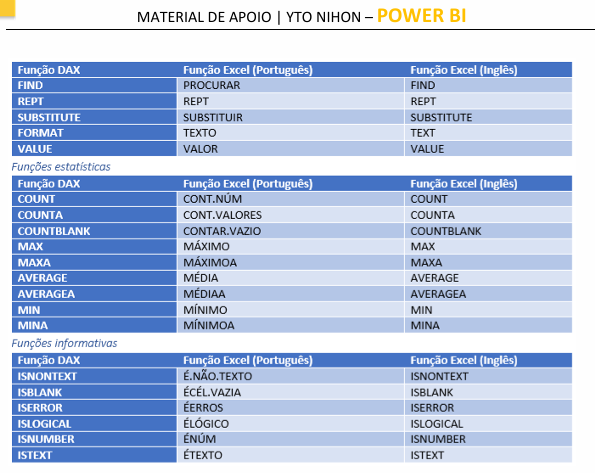 MATERIAL DE APOIO | YTO NIHON – POWER BI
Função DAX Função Excel (Português) Função Excel (Inglês)
FIND PROCURAR FIND
REPT REPT REPT
SUBSTITUTE SUBSTITUIR SUBSTITUTE
FORMAT TEXTO TEXT
VALUE VALOR VALUE
Funções estatísticas
Função DAX Função Excel (Português) Função Excel (Inglês)
COUNT CONT.NÚM COUNT
COUNTA CONT.VALORES COUNTA
COUNTBLANK CONTAR.VAZIO COUNTBLANK
MAX MÁXIMO MAX
MAXA MÁXIMOA MAXA
AVERAGE MÉDIA AVERAGE
AVERAGEA MÉDIAA AVERAGEA
MIN MÍNIMO MIN
MINA MÍNIMOA MINA
Funções informativas
Função DAX Função Excel (Português) Função Excel (Inglês)
ISNONTEXT É.NÃO.TEXTO ISNONTEXT
ISBLANK ÉCÉL.VAZIA ISBLANK
ISERROR ÉERROS ISERROR
ISLOGICAL ÉLÓGICO ISLOGICAL
ISNUMBER ÉNÚM ISNUMBER
ISTEXT ÉTEXTO ISTEXT